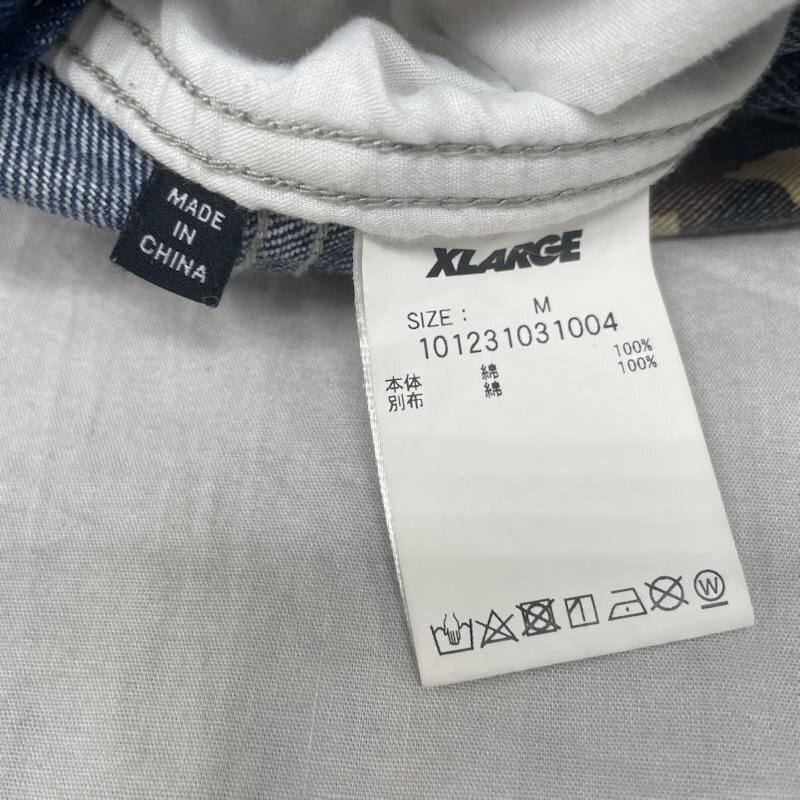 MADE
IN
CHINA
XLARGE
SIZE : M
101231031004
本体 綿 100%
別布 綿 100%
W